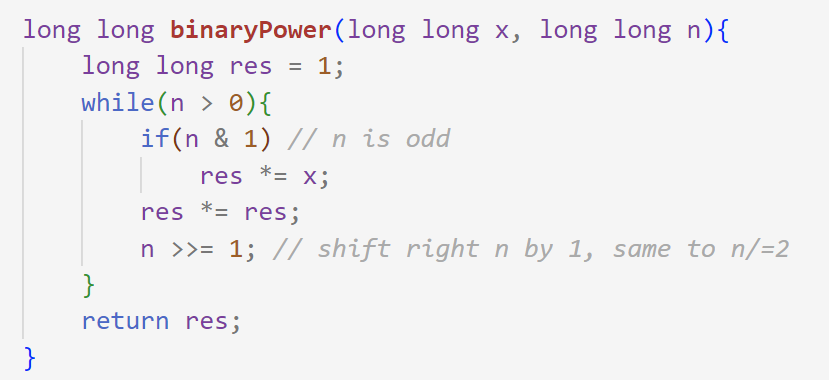 long long binaryPower(long long x, long long n){
    long long res = 1;
    while(n > 0){
        if(n & 1) // n is odd
            res *= x;
        res *= res;
        n >>= 1; // shift right n by 1, same to n/=2
    }
    return res;
}